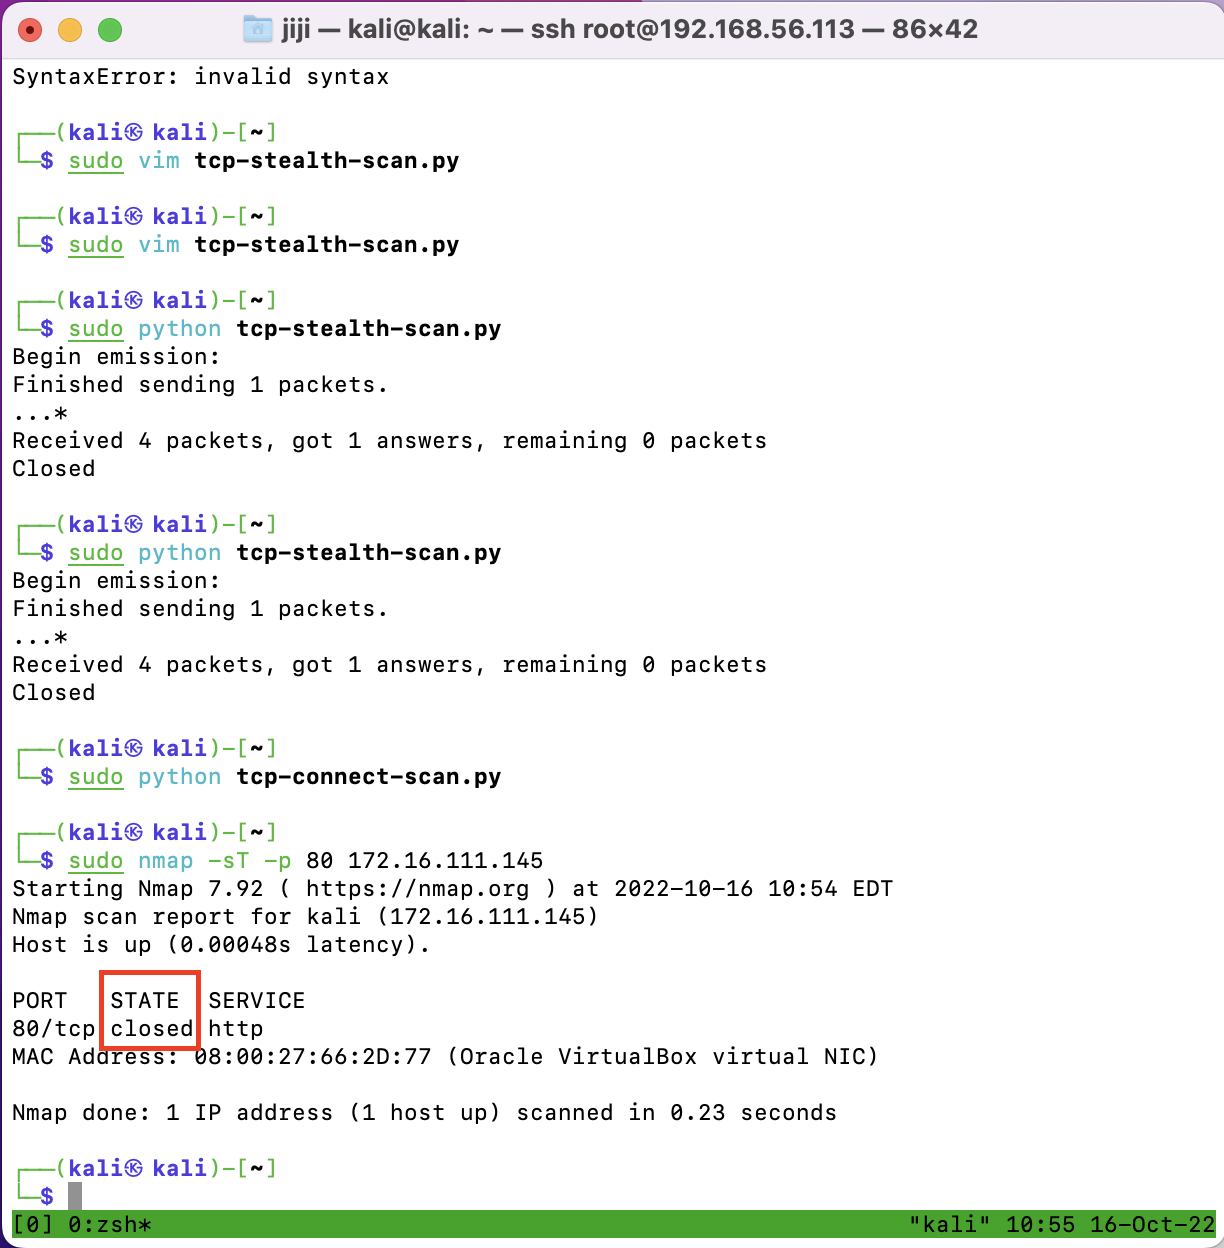 jiji — kali@kali: ~ — ssh root@192.168.56.113 — 86×42
SyntaxError: invalid syntax
┌──(kali㉿kali)-[~]
└─$ sudo vim tcp-stealth-scan.py
┌──(kali㉿kali)-[~]
└─$ sudo vim tcp-stealth-scan.py
┌──(kali㉿kali)-[~]
└─$ sudo python tcp-stealth-scan.py
Begin emission:
Finished sending 1 packets.
...*
Received 4 packets, got 1 answers, remaining 0 packets
Closed
┌──(kali㉿kali)-[~]
└─$ sudo python tcp-stealth-scan.py
Begin emission:
Finished sending 1 packets.
...*
Received 4 packets, got 1 answers, remaining 0 packets
Closed
┌──(kali㉿kali)-[~]
└─$ sudo python tcp-connect-scan.py
┌──(kali㉿kali)-[~]
└─$ sudo nmap -sT -p 80 172.16.111.145
Starting Nmap 7.92 ( https://nmap.org ) at 2022-10-16 10:54 EDT
Nmap scan report for kali (172.16.111.145)
Host is up (0.00048s latency).
PORT   STATE  SERVICE
80/tcp closed http
MAC Address: 08:00:27:66:2D:77 (Oracle VirtualBox virtual NIC)
Nmap done: 1 IP address (1 host up) scanned in 0.23 seconds
┌──(kali㉿kali)-[~]
└─$
[0] 0:zsh* "kali" 10:55 16-Oct-22